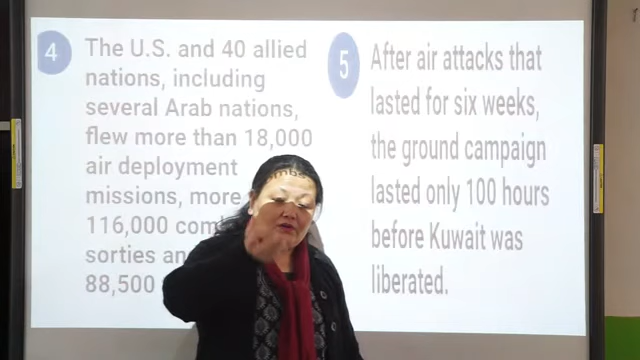 4
The U.S. and 40 allied
nations, including
several Arab nations,
flew more than 18,000
air deployment
missions, more
116,000
sorties
88,500
5
After air attacks that
lasted for six weeks,
the ground campaign
lasted only 100 hours
before Kuwait was
liberated.